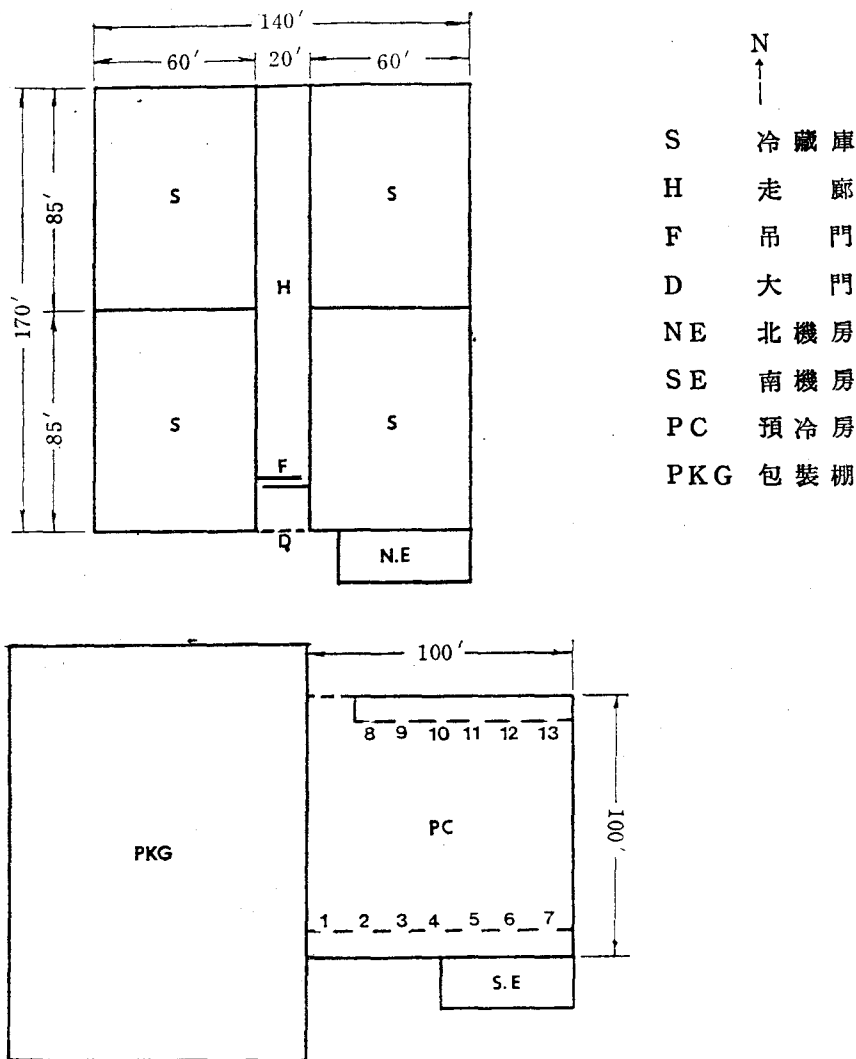 140′
60′ 20′ 60′
N
S 冷藏庫
H 走廊
F 吊門
D 大門
NE 北機房
SE 南機房
PC 預冷房
PKG 包裝棚
170′
85′
85′
S
S
H
S
S
F
D
N.E
100′
8 9 10 11 12 13
PKG
PC
100′
1 2 3 4 5 6 7
S.E